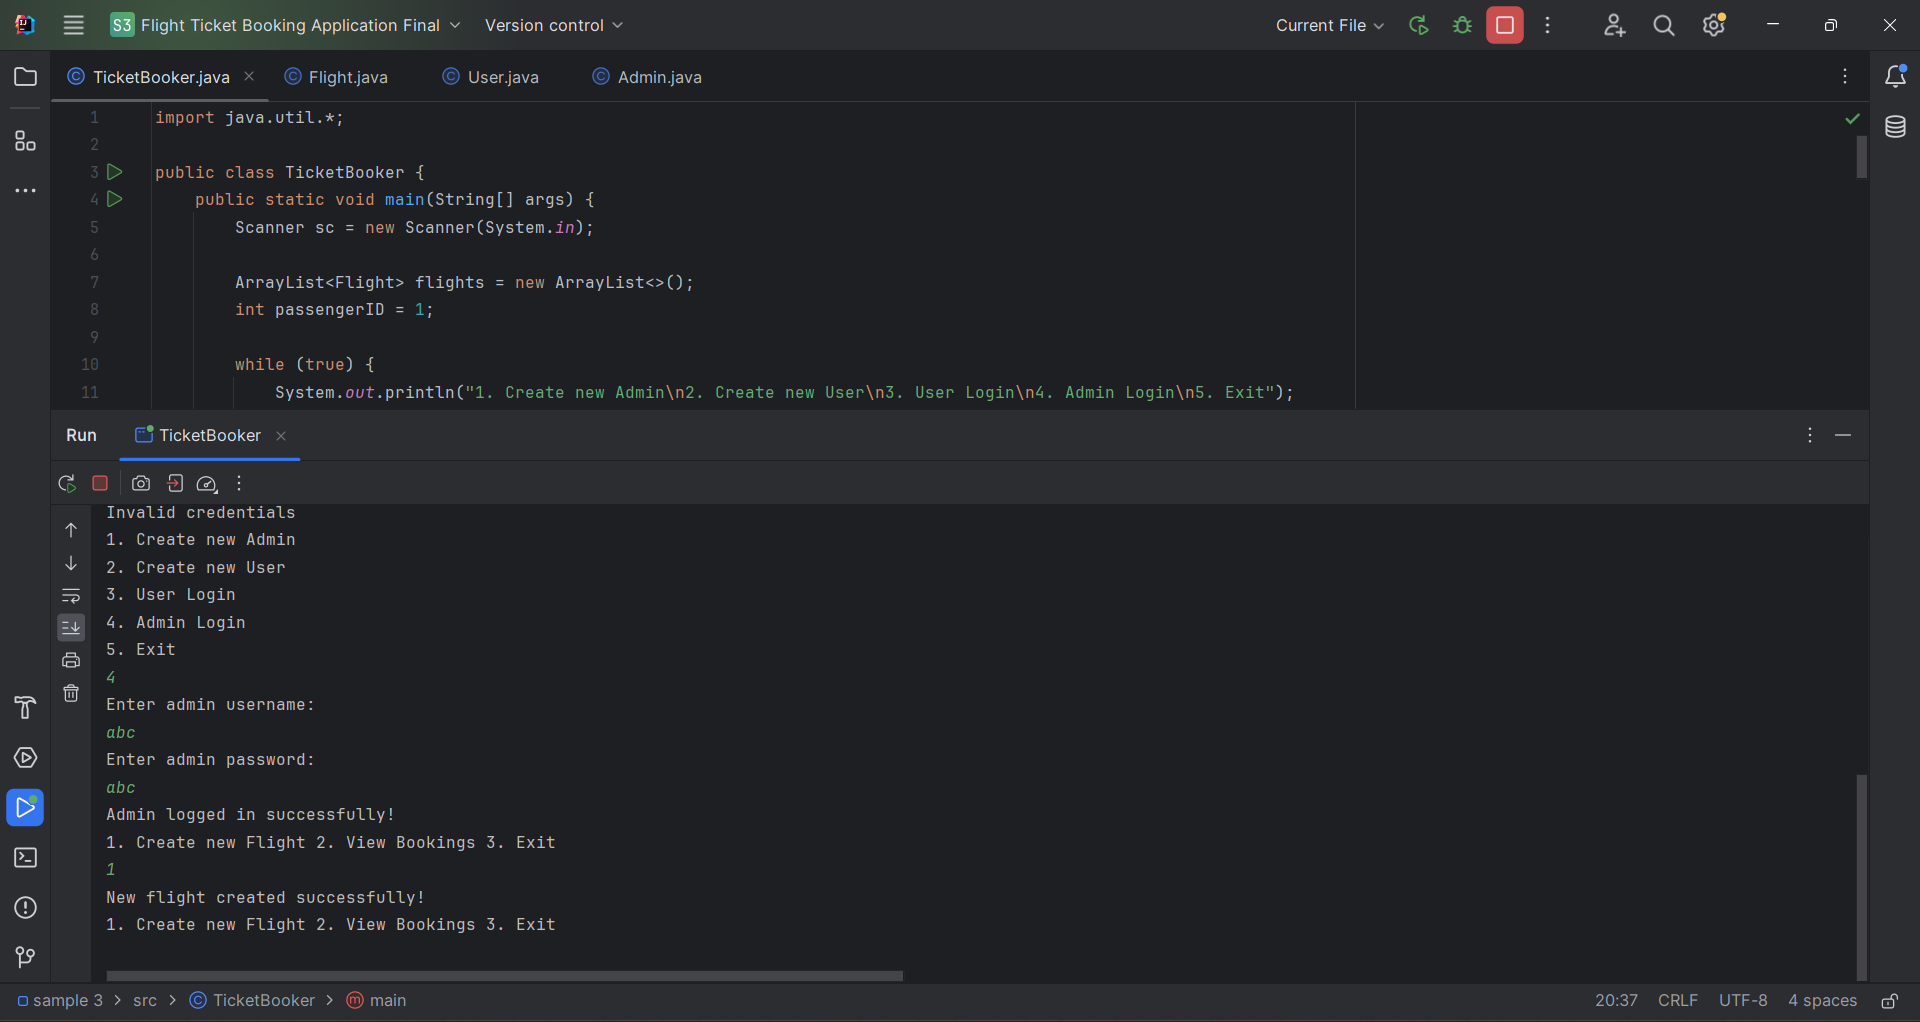 S3 Flight Ticket Booking Application Final Version control Current File
TicketBooker.java Flight.java User.java Admin.java
1 import java.util.*;
2
3 public class TicketBooker {
4 public static void main(String[] args) {
5 Scanner sc = new Scanner(System.in);
6
7 ArrayList<Flight> flights = new ArrayList<>();
8 int passengerID = 1;
9
10 while (true) {
11 System.out.println("1. Create new Admin\n2. Create new User\n3. User Login\n4. Admin Login\n5. Exit");
Run TicketBooker
Invalid credentials
1. Create new Admin
2. Create new User
3. User Login
4. Admin Login
5. Exit
4
Enter admin username:
abc
Enter admin password:
abc
Admin logged in successfully!
1. Create new Flight 2. View Bookings 3. Exit
1
New flight created successfully!
1. Create new Flight 2. View Bookings 3. Exit
sample 3 > src > TicketBooker > main 20:37 CRLF UTF-8 4 spaces